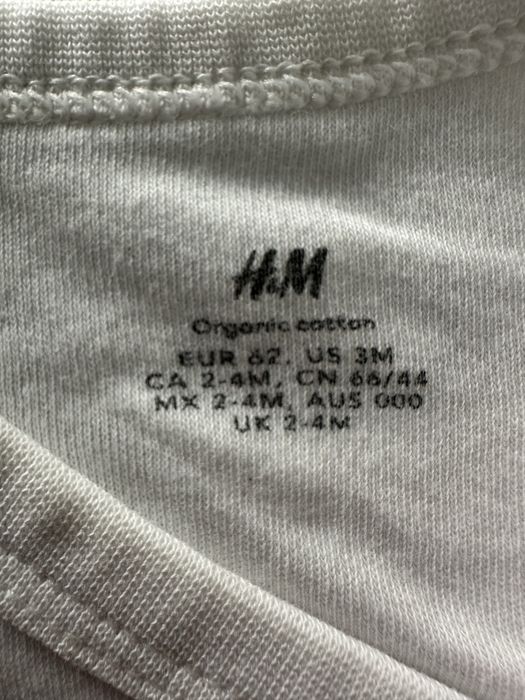 H&M
Organic cotton
EUR 62, US 3M
CA 2-4M, CN 66/44
MX 2-4M, AUS 000
UK 2-4M